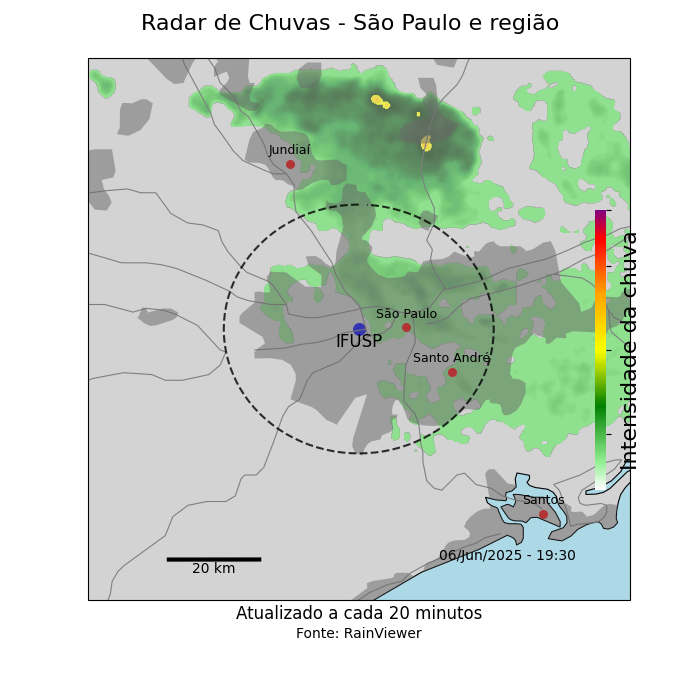 Radar de Chuvas - São Paulo e região
Jundiaí
São Paulo
IFUSP
Santo André
Intensidade da chuva
Santos
06/Jun/2025 - 19:30
20 km
Atualizado a cada 20 minutos
Fonte: RainViewer